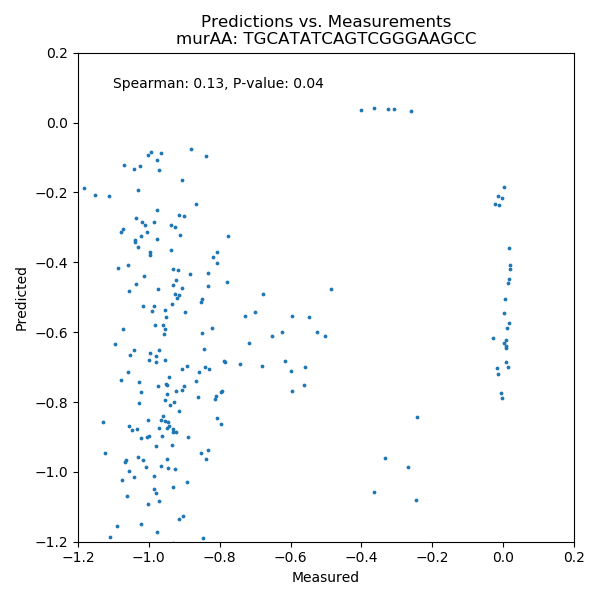 Predictions vs. Measurements
murAA: TGCATATCAGTCGGGAAGCC
Spearman: 0.13, P-value: 0.04
0.2
0.0
−0.2
−0.4
−0.6
−0.8
−1.0
−1.2
Predicted
−1.2 −1.0 −0.8 −0.6 −0.4 −0.2 0.0 0.2
Measured